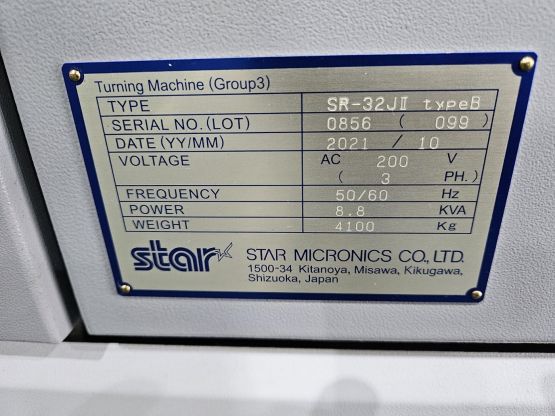 Turning Machine (Group3)
TYPE SR-32JⅡ typeB
SERIAL NO.(LOT) 0856 ( 099 )
DATE (YY/MM) 2021 / 10
VOLTAGE AC 200 V
( 3 PH.)
FREQUENCY 50/60 Hz
POWER 8.8 KVA
WEIGHT 4100 Kg
star STAR MICRONICS CO.,LTD.
1500-34 Kitanoya, Misawa, Kikugawa,
Shizuoka, Japan